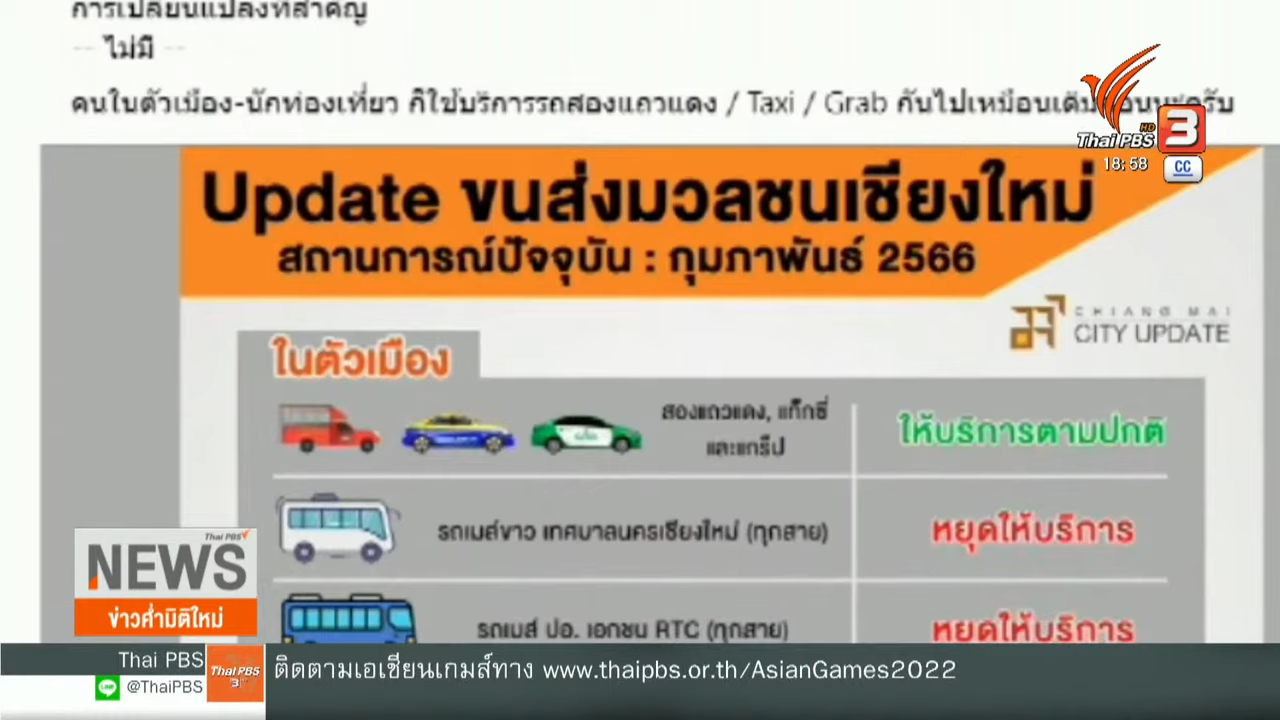 การเปลี่ยนแปลงที่สำคัญ
-- ไม่มี --
คนในตัวเมือง-นักท่องเที่ยว ก็ใช้บริการรถสองแถวแดง / Taxi / Grab กันไปเหมือนเดิม
Thai PBS HD 3
18:58
CC
Update ขนส่งมวลชนเชียงใหม่
สถานการณ์ปัจจุบัน : กุมภาพันธ์ 2566
CHIANG MAI
CITY UPDATE
ในตัวเมือง
สองแถวแดง, แท็กซี่
และแกร็ป
ให้บริการตามปกติ
รถเมล์ขาว เทศบาลนครเชียงใหม่ (ทุกสาย)
หยุดให้บริการ
รถเมล์ ปอ. เอกชน RTC (ทุกสาย)
หยุดให้บริการ
Thai PBS
NEWS
ข่าวค่ำมิติใหม่
Thai PBS
@ThaiPBS
LINE
Thai PBS
3
ติดตามเอเชียนเกมส์ทาง www.thaipbs.or.th/AsianGames2022